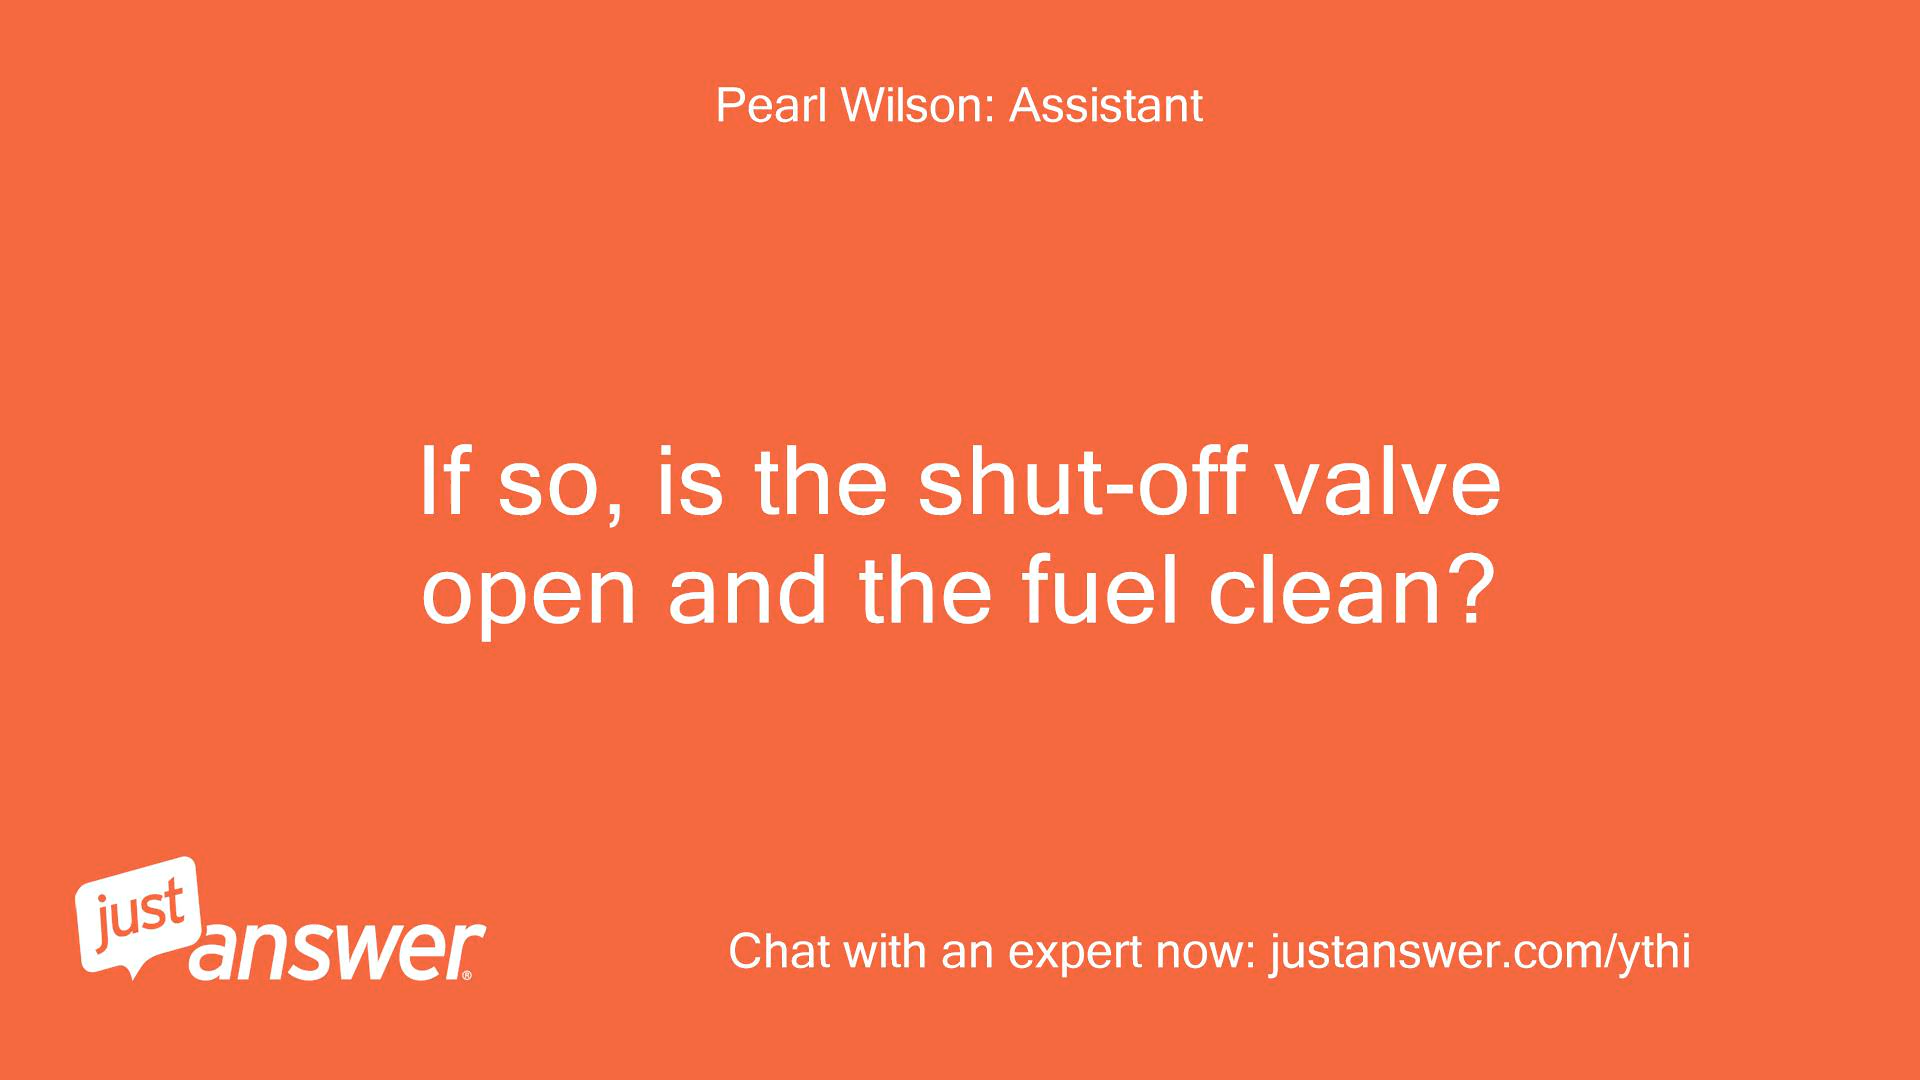 Pearl Wilson: Assistant
If so, is the shut-off valve
open and the fuel clean?
just
answer®
Chat with an expert now: justanswer.com/ythi